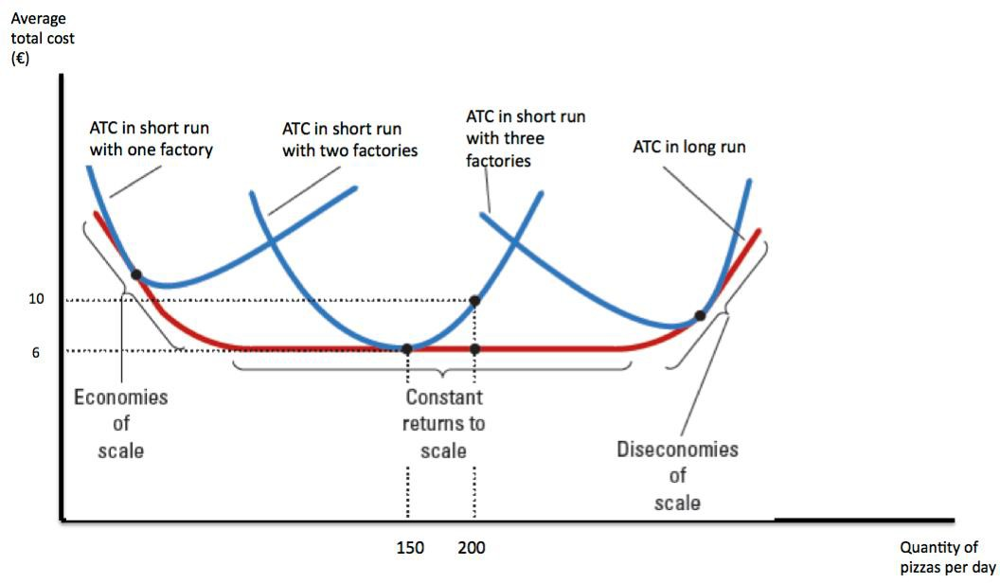 Average
total cost
(€)
ATC in short run
with one factory
ATC in short run
with two factories
ATC in short run
with three
factories
ATC in long run
10
6
Economies
of
scale
Constant
returns to
scale
Diseconomies
of
scale
150
200
Quantity of
pizzas per day